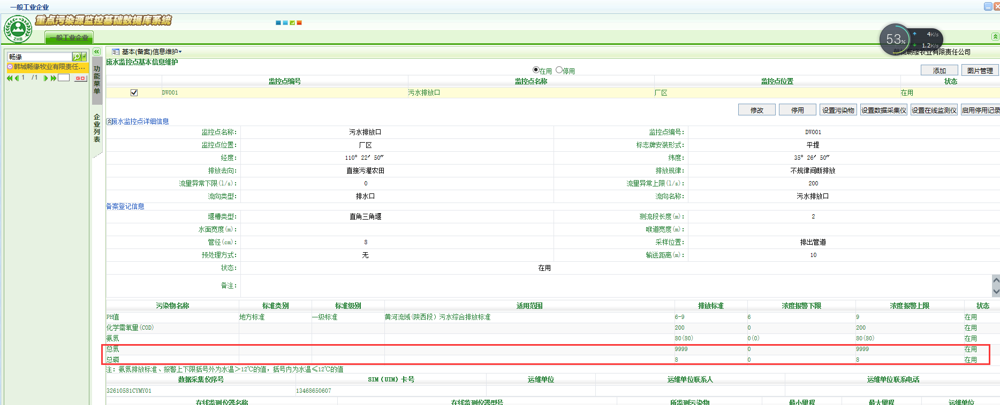 一般工业企业
重点污染源监控基础数据库系统
ZHB
一般工业企业
53%
4K/s
1.2K/s
畅缘
韩城畅缘牧业有限责任...
1 /1 GO
功能菜单
企业列表
基本(备案)信息维护
韩城畅缘牧业有限责任公司
废水监控点基本信息维护
在用 停用
添加 图片管理
监控点编号 监控点名称 监控点位置 状态
DW001 污水排放口 厂区 在用
修改 停用 设置污染物 设置数据采集仪 设置在线监测仪 启用停用记录
废水监控点详细信息
监控点名称: 污水排放口 监控点编号: DW001
监控点位置: 厂区 标志牌安装形式: 平提
经度: 110° 22′ 50″ 纬度: 35° 26′ 50″
排放去向: 直接污灌农田 排放规律: 不规律间断排放
流量异常下限(l/s): 0 流量异常上限(l/s): 200
流向类型: 排水口 流向名称: 污水排放口
备案登记信息
堰槽类型: 直角三角堰 测流段长度(m): 2
水面宽度(m): 喉道宽度(m):
管径(cm): 8 采样位置: 排出管道
预处理方式: 无 输送距离(m): 10
状态: 在用
备注:
污染物名称 标准类别 标准级别 适用范围 排放标准 浓度报警下限 浓度报警上限 状态
PH值 地方标准 一级标准 黄河流域(陕西段) 污水综合排放标准 6-9 6 9 在用
化学需氧量(COD) 200 0 200 在用
氨氮 80(80) 0(0) 80(80) 在用
总氮 9999 0 9999 在用
总磷 8 0 8 在用
注: 氨氮排放标准、报警上下限括号外为水温＞12℃的值, 括号内为水温≤12℃的值
数据采集仪序号 SIM（UIM）卡号 运维单位 运维单位联系人 运维单位联系电话
32610581CYMY01 13468650607
在线监测仪器名称 在线监测仪器型号 所监测污染物 最小里程 最大里程 运维单位